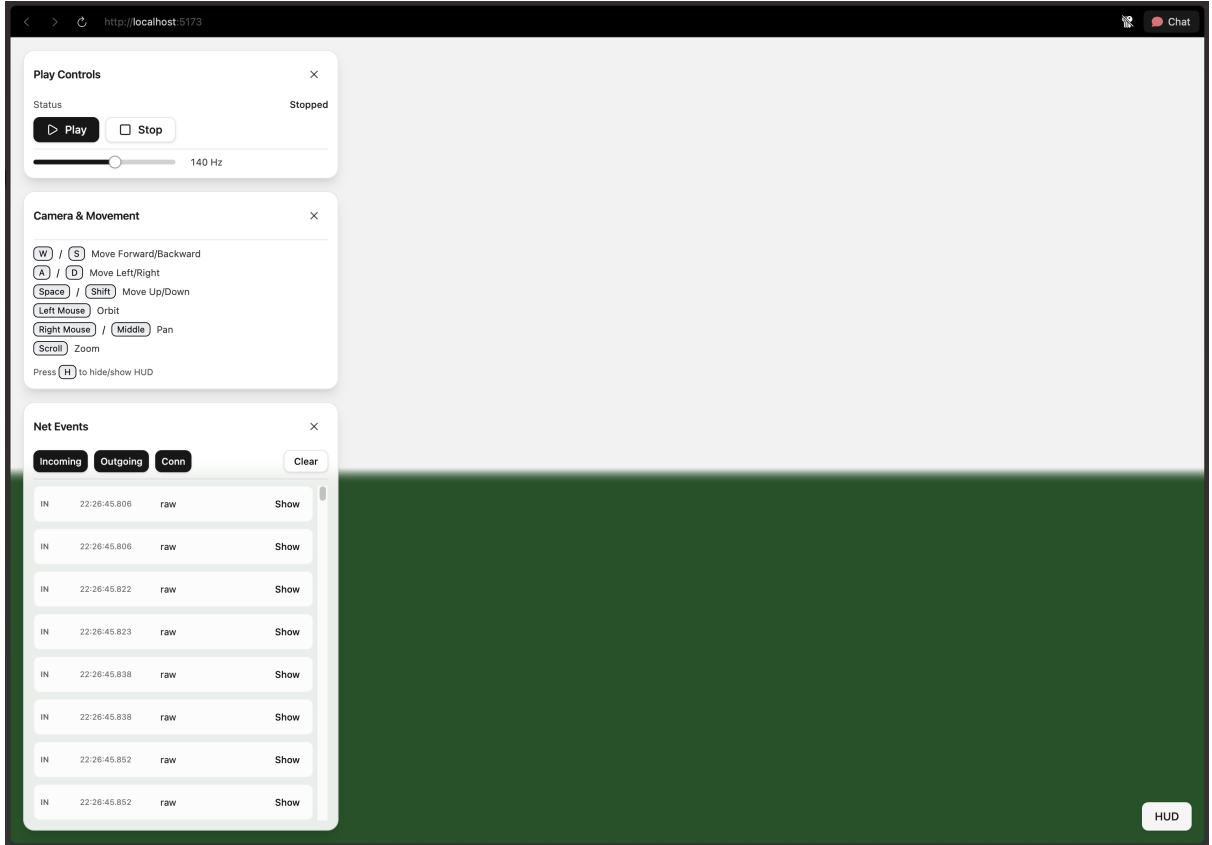 http://localhost:5173
Chat
Play Controls
Status Stopped
Play Stop
140 Hz
Camera & Movement
W / S Move Forward/Backward
A / D Move Left/Right
Space / Shift Move Up/Down
Left Mouse Orbit
Right Mouse / Middle Pan
Scroll Zoom
Press H to hide/show HUD
Net Events
Incoming Outgoing Conn Clear
IN 22:26:45.806 raw Show
IN 22:26:45.806 raw Show
IN 22:26:45.822 raw Show
IN 22:26:45.823 raw Show
IN 22:26:45.838 raw Show
IN 22:26:45.838 raw Show
IN 22:26:45.852 raw Show
IN 22:26:45.852 raw Show
HUD